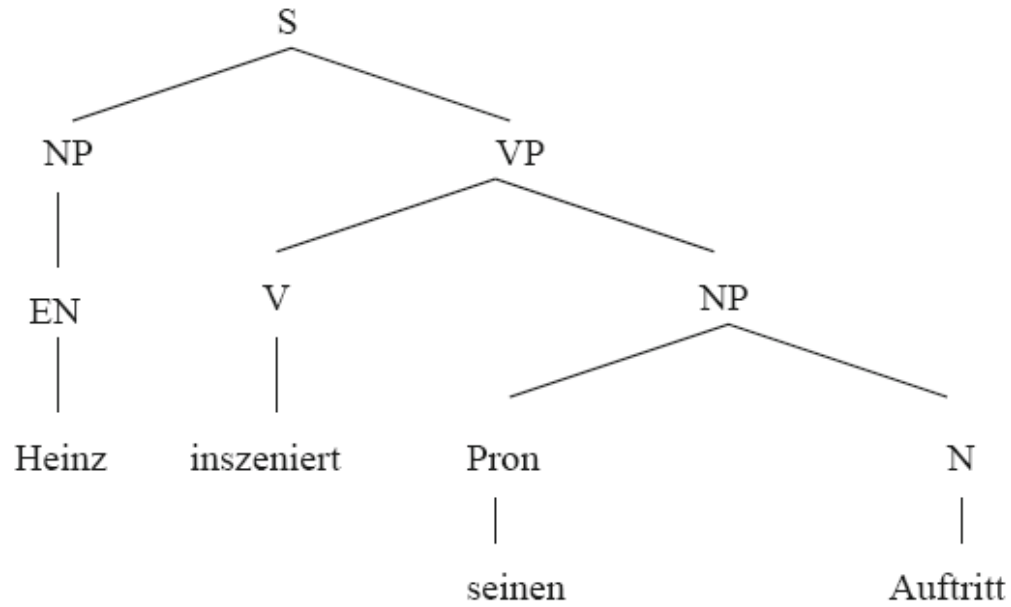 S
NP VP
EN V NP
Heinz inszeniert Pron N
seinen Auftritt